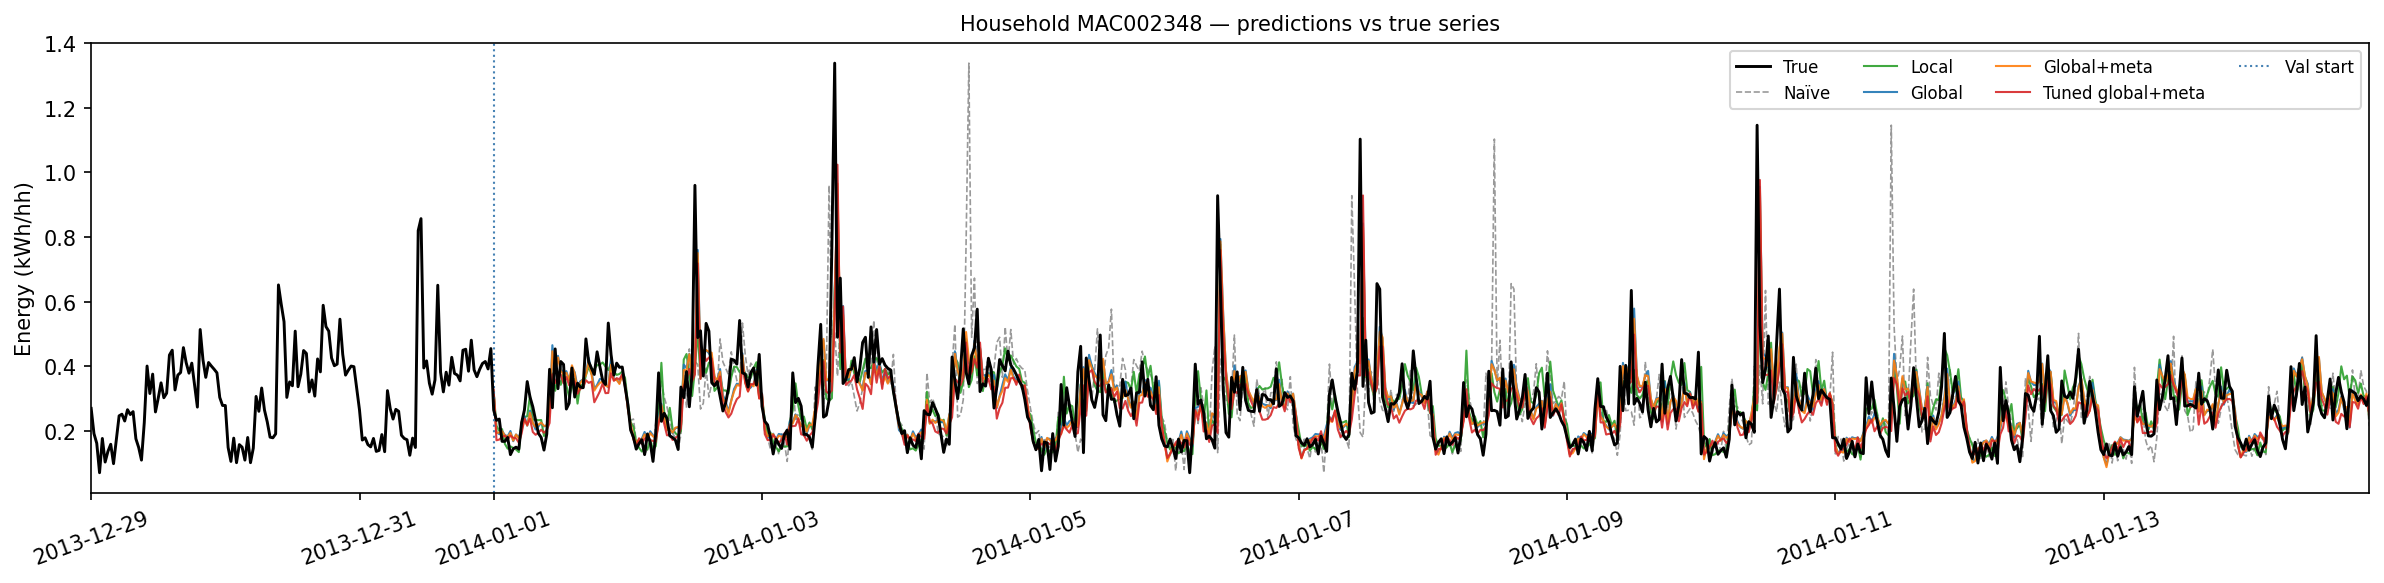 Household MAC002348 — predictions vs true series
Energy (kWh/hh)
1.4
1.2
1.0
0.8
0.6
0.4
0.2
True
Naïve
Local
Global
Global+meta
Tuned global+meta
Val start
2013-12-29
2013-12-31
2014-01-01
2014-01-03
2014-01-05
2014-01-07
2014-01-09
2014-01-11
2014-01-13